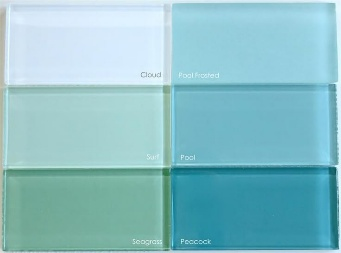 Cloud
Pool Frosted
Surf
Pool
Seagrass
Peacock